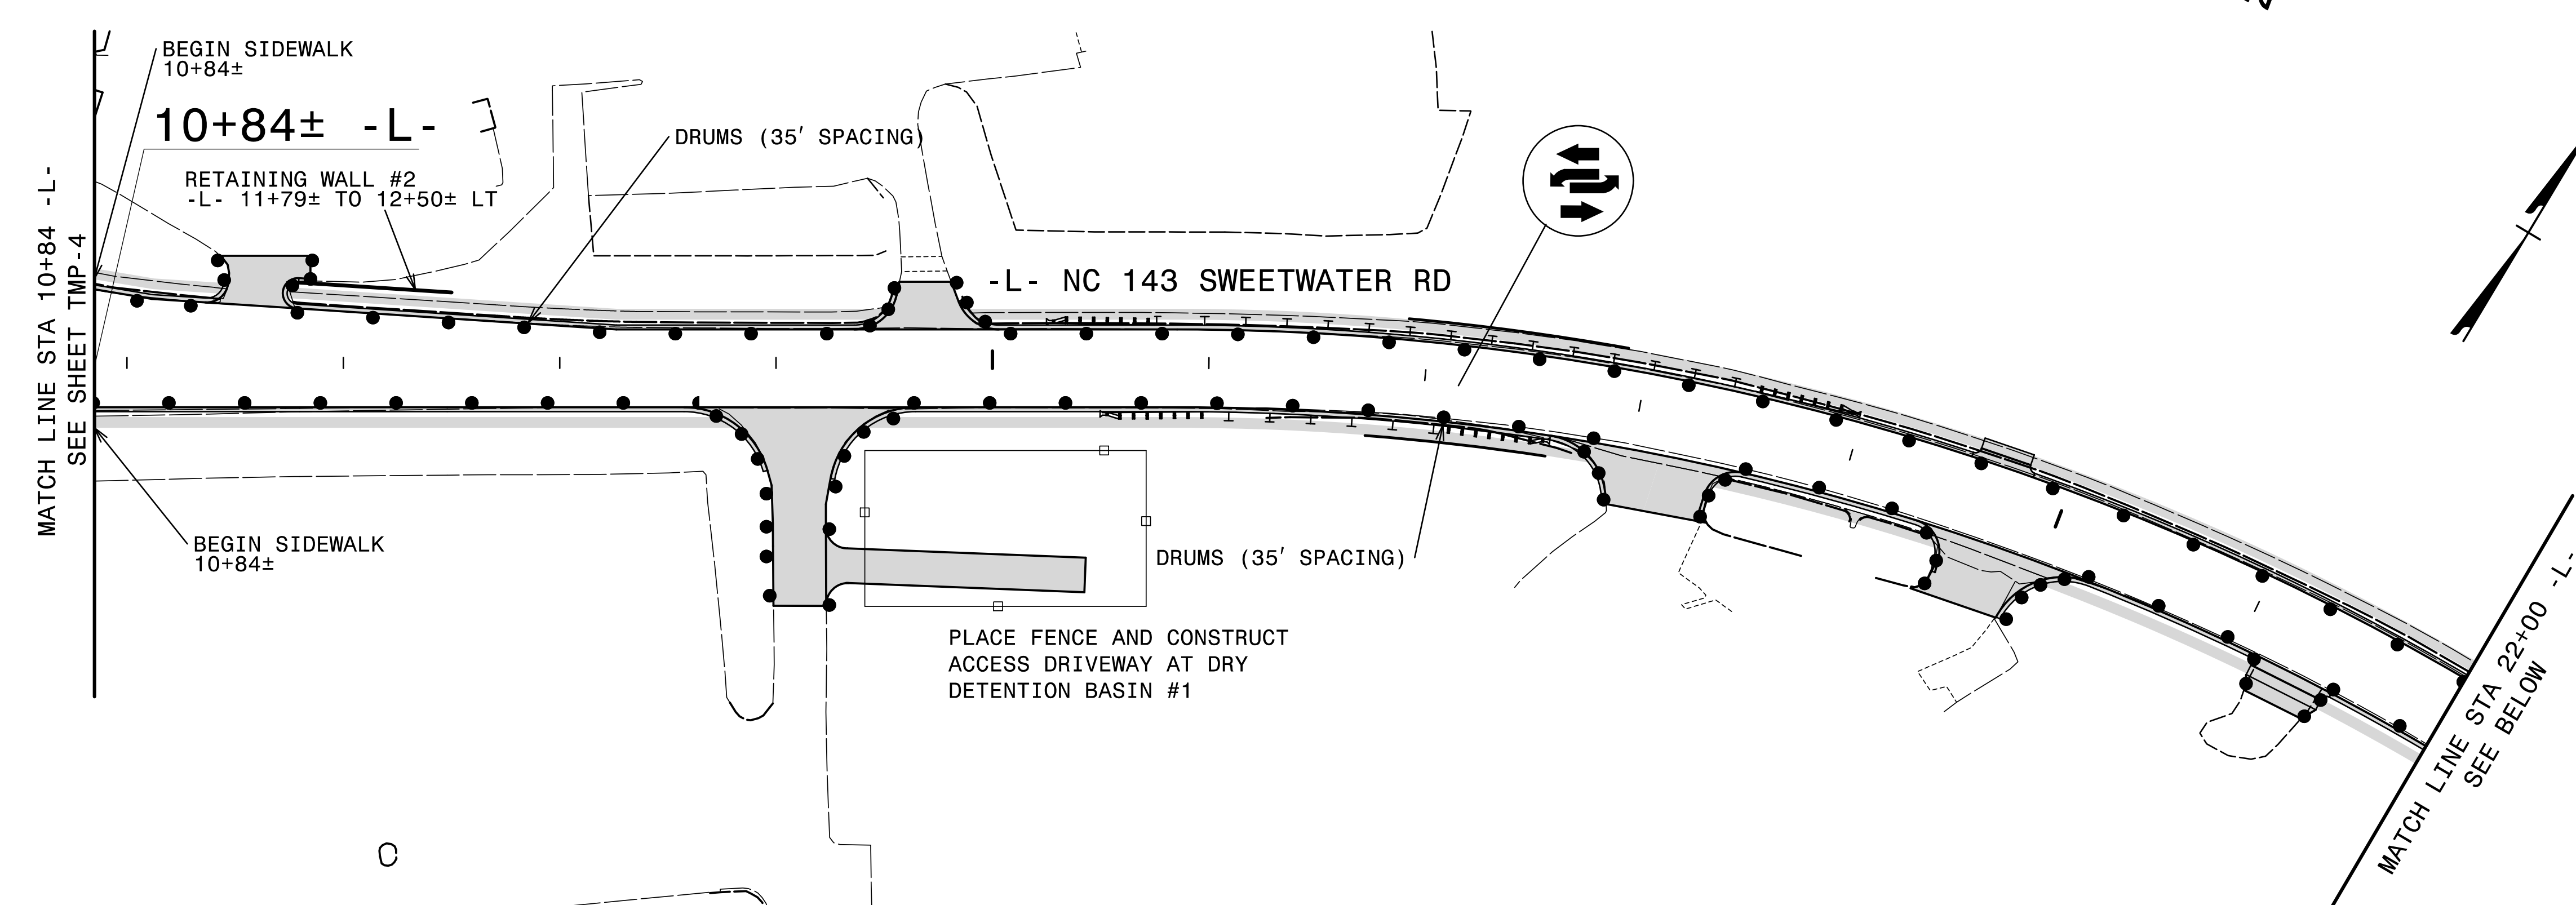 BEGIN SIDEWALK
10+84±
10+84± -L-
RETAINING WALL #2
-L- 11+79± TO 12+50± LT
DRUMS (35' SPACING)
-L- NC 143 SWEETWATER RD
MATCH LINE STA 10+84 -L-
SEE SHEET TMP-4
BEGIN SIDEWALK
10+84±
DRUMS (35' SPACING)
PLACE FENCE AND CONSTRUCT
ACCESS DRIVEWAY AT DRY
DETENTION BASIN #1
MATCH LINE STA 22+00 -L-
SEE BELOW